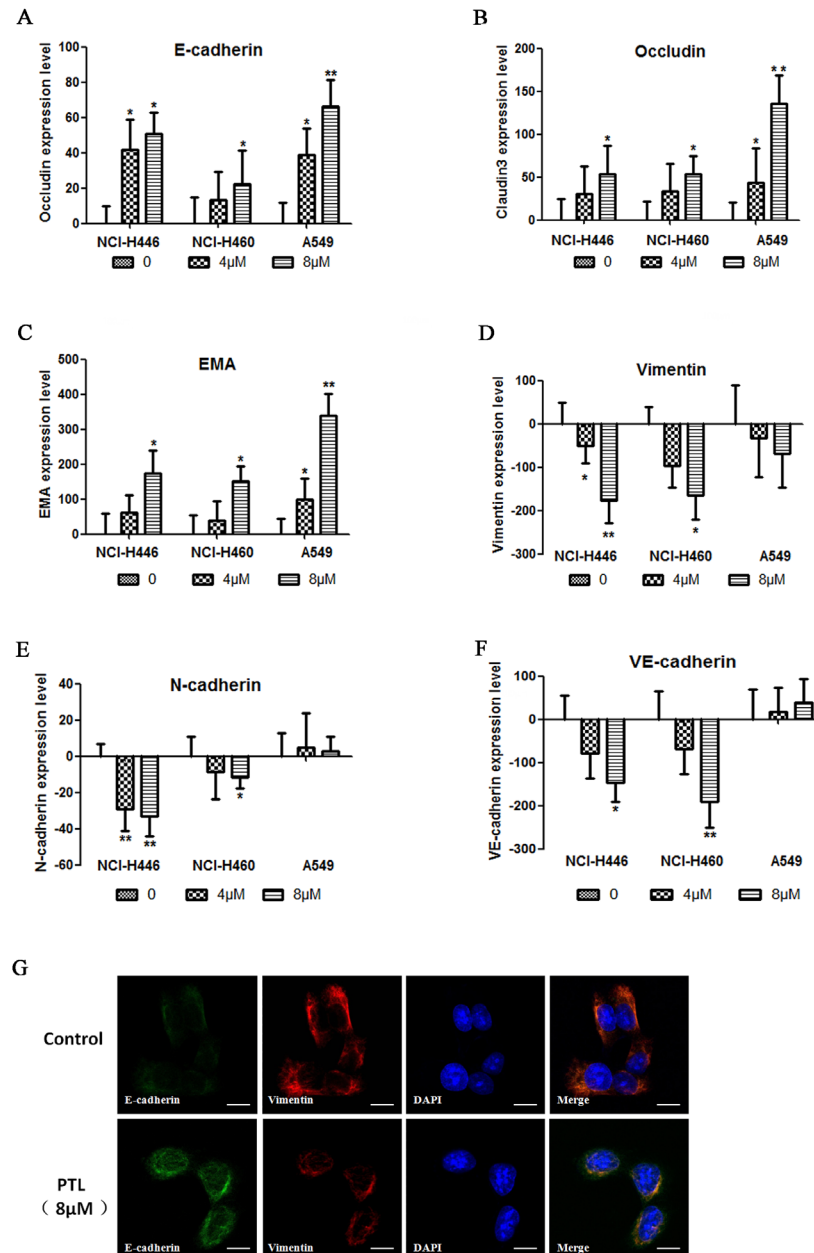 A
E-cadherin
Occludin expression level
100
80
60
40
20
0
* * * * **
NCI-H446 NCI-H460 A549
0 4μM 8μM
B
Occludin
Claudin3 expression level
200
150
100
50
0
* * * **
NCI-H446 NCI-H460 A549
0 4μM 8μM
C
EMA
EMA expression level
500
400
300
200
100
0
* * * **
NCI-H446 NCI-H460 A549
0 4μM 8μM
D
Vimentin
Vimentin expression level
100
0
-100
-200
-300
* ** *
NCI-H446 NCI-H460 A549
0 4μM 8μM
E
N-cadherin
N-cadherin expression level
40
20
0
-20
-40
-60
** ** *
NCI-H446 NCI-H460 A549
0 4μM 8μM
F
VE-cadherin
VE-cadherin expression level
100
0
-100
-200
-300
* **
NCI-H446 NCI-H460 A549
0 4μM 8μM
G
Control
E-cadherin Vimentin DAPI Merge
PTL
（8μM）
E-cadherin Vimentin DAPI Merge